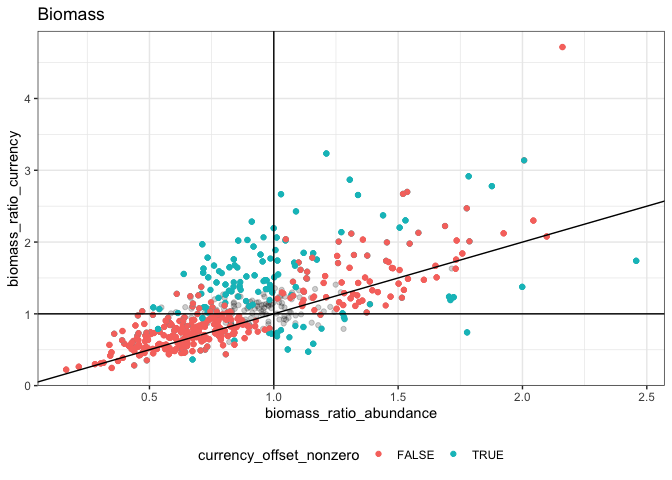 Biomass
biomass_ratio_currency
4
3
2
1
0
0.5
1.0
1.5
2.0
2.5
biomass_ratio_abundance
currency_offset_nonzero FALSE TRUE